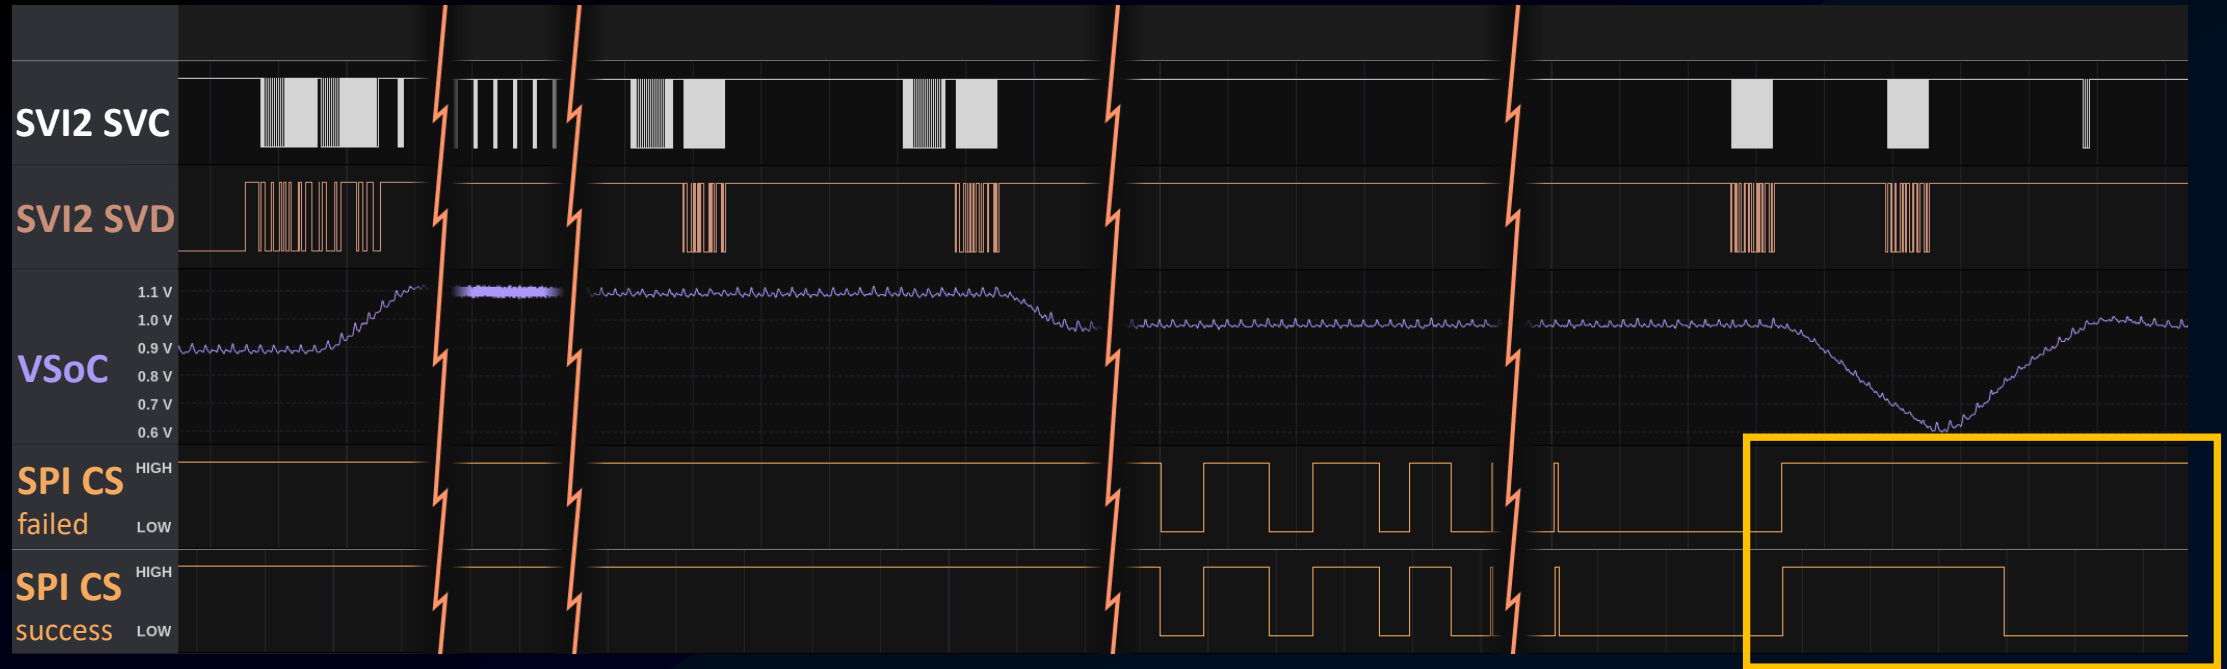 SVI2 SVC
SVI2 SVD
1.1 V
1.0 V
0.9 V
VSoC
0.8 V
0.7 V
0.6 V
SPI CS
HIGH
failed
LOW
SPI CS
HIGH
success
LOW